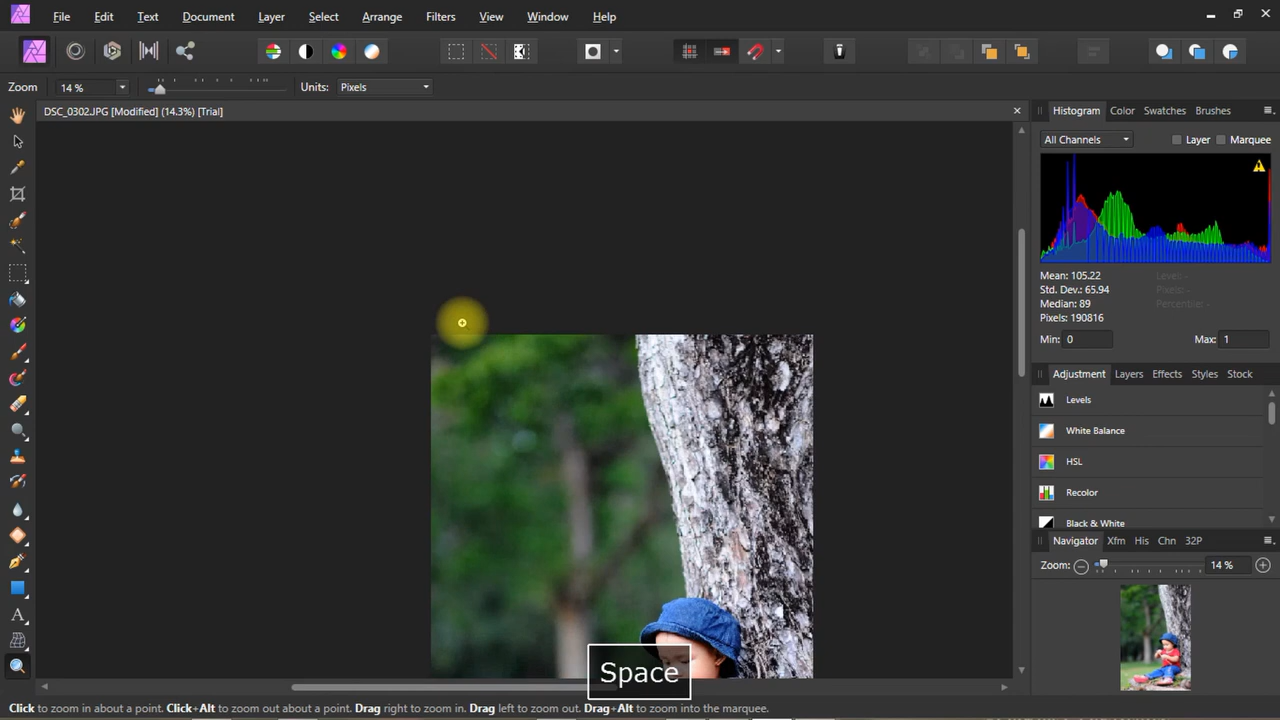 File Edit Text Document Layer Select Arrange Filters View Window Help
Zoom 14 % Units: Pixels
DSC_0302.JPG [Modified] (14.3%) [Trial]
Histogram Color Swatches Brushes
All Channels Layer Marquee
Mean: 105.22 Level: -
Std. Dev.: 65.94 Pixels: -
Median: 89 Percentile: -
Pixels: 190816
Min: 0 Max: 1
Adjustment Layers Effects Styles Stock
Levels
White Balance
HSL
Recolor
Black & White
Navigator Xfm His Chn 32P
Zoom: 14 %
Space
Click to zoom in about a point. Click+Alt to zoom out about a point. Drag right to zoom in. Drag left to zoom out. Drag+Alt to zoom into the marquee.